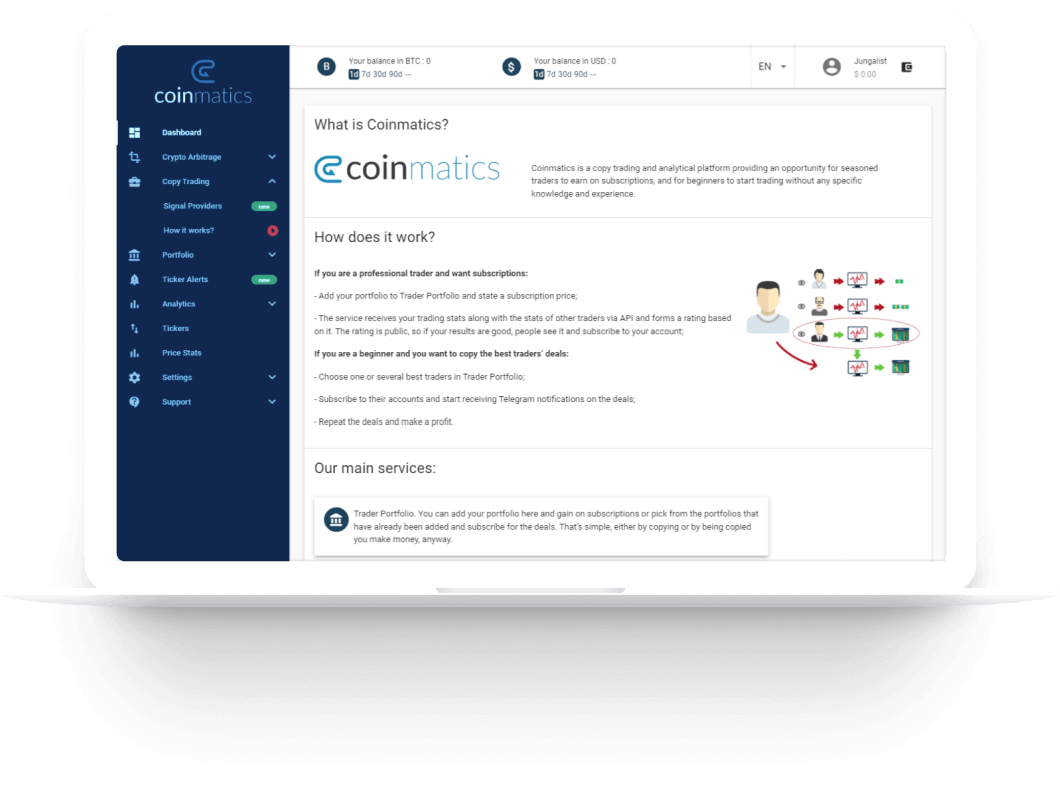 coinmatics
Dashboard
Crypto Arbitrage
Copy Trading
Signal Providers new
How it works?
Portfolio
Ticker Alerts new
Analytics
Tickers
Price Stats
Settings
Support
B
Your balance in BTC : 0
1d 7d 30d 90d --
$
Your balance in USD : 0
1d 7d 30d 90d --
EN
Jungalist
$ 0.00
What is Coinmatics?
coinmatics
Coinmatics is a copy trading and analytical platform providing an opportunity for seasoned
traders to earn on subscriptions, and for beginners to start trading without any specific
knowledge and experience.
How does it work?
If you are a professional trader and want subscriptions:
- Add your portfolio to Trader Portfolio and state a subscription price;
- The service receives your trading stats along with the stats of other traders via API and forms a rating based
on it. The rating is public, so if your results are good, people see it and subscribe to your account;
If you are a beginner and you want to copy the best traders' deals:
- Choose one or several best traders in Trader Portfolio;
- Subscribe to their accounts and start receiving Telegram notifications on the deals;
- Repeat the deals and make a profit.
Our main services:
Trader Portfolio. You can add your portfolio here and gain on subscriptions or pick from the portfolios that
have already been added and subscribe for the deals. That's simple, either by copying or by being copied
you make money, anyway.